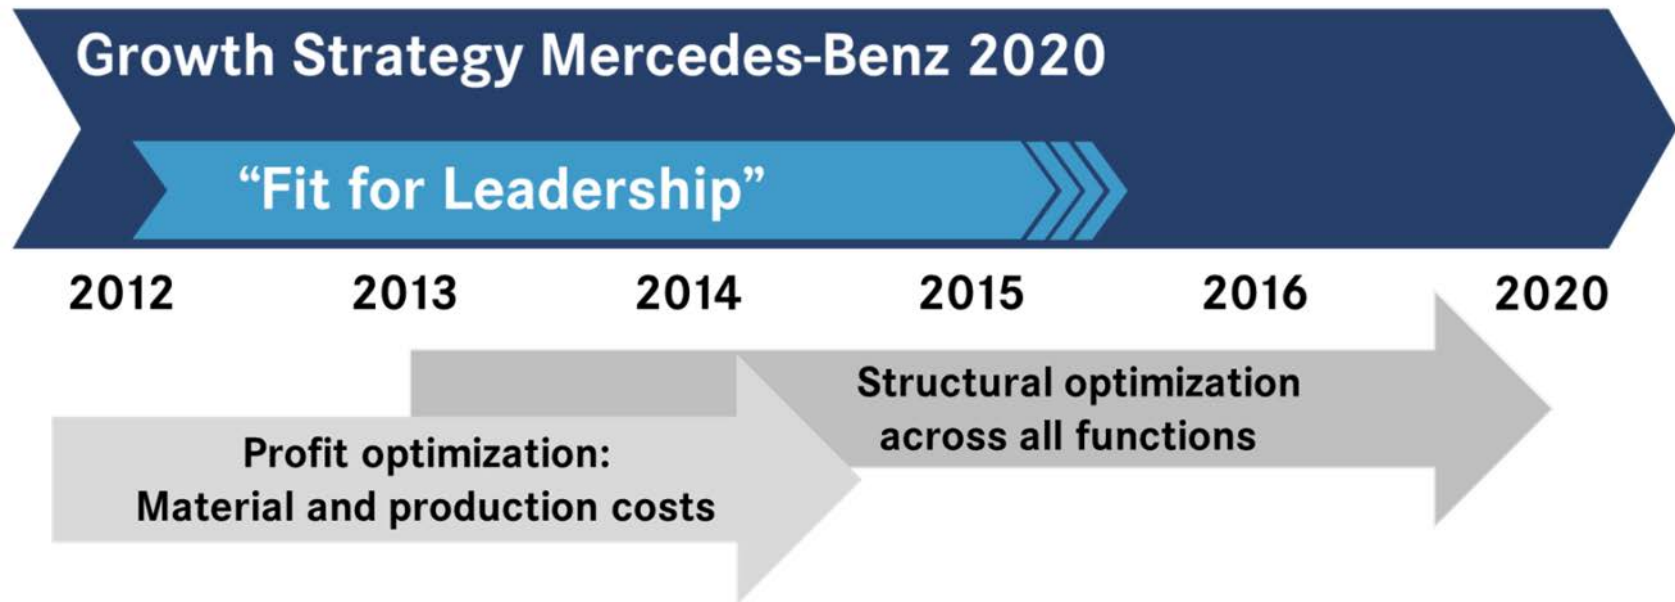 Growth Strategy Mercedes-Benz 2020
“Fit for Leadership”
2012 2013 2014 2015 2016 2020
Structural optimization
across all functions
Profit optimization:
Material and production costs